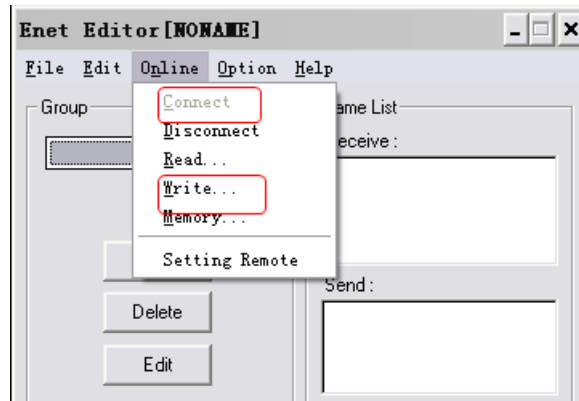 Enet Editor[NONAME]
File Edit Online Option Help
Group
Connect
Disconnect
Read...
Write...
Memory...
Setting Remote
ame List
eceive :
Send :
Delete
Edit